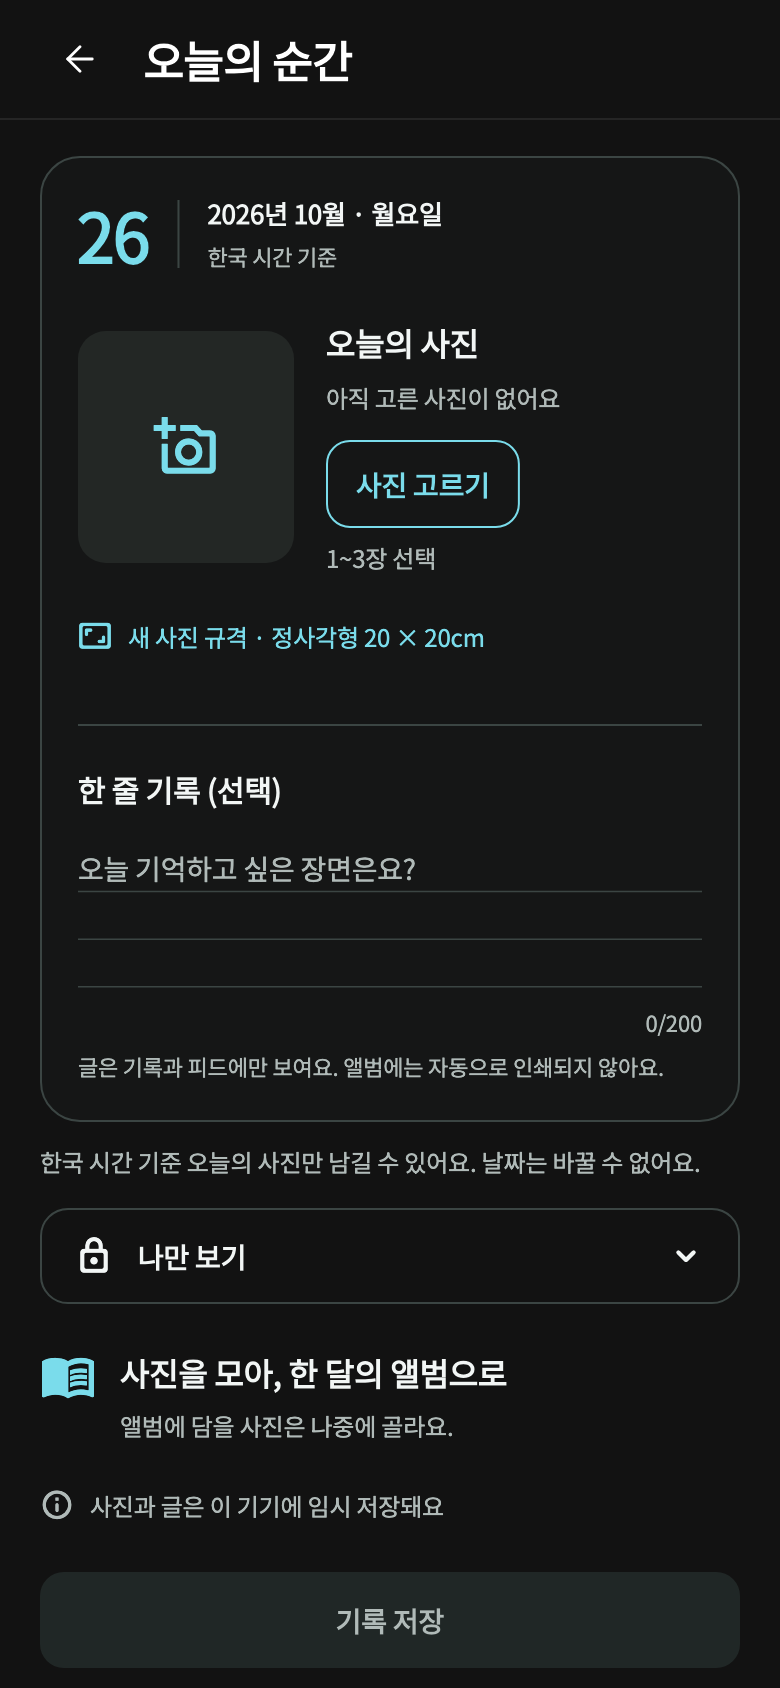 오늘의 순간
26
2026년 10월 · 월요일
한국 시간 기준
오늘의 사진
아직 고른 사진이 없어요
사진 고르기
1~3장 선택
새 사진 규격 · 정사각형 20 × 20cm
한 줄 기록 (선택)
오늘 기억하고 싶은 장면은요?
0/200
글은 기록과 피드에만 보여요. 앨범에는 자동으로 인쇄되지 않아요.
한국 시간 기준 오늘의 사진만 남길 수 있어요. 날짜는 바꿀 수 없어요.
나만 보기
사진을 모아, 한 달의 앨범으로
앨범에 담을 사진은 나중에 골라요.
사진과 글은 이 기기에 임시 저장돼요
기록 저장